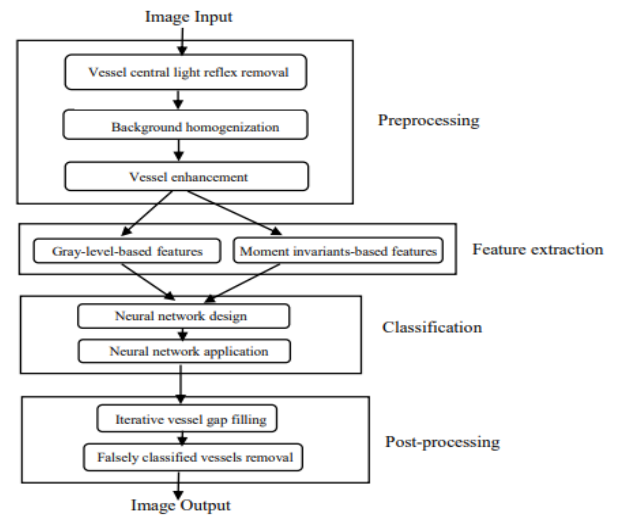 Image Input
Vessel central light reflex removal
Background homogenization
Preprocessing
Vessel enhancement
Gray-level-based features
Moment invariants-based features
Feature extraction
Neural network design
Classification
Neural network application
Iterative vessel gap filling
Post-processing
Falsely classified vessels removal
Image Output